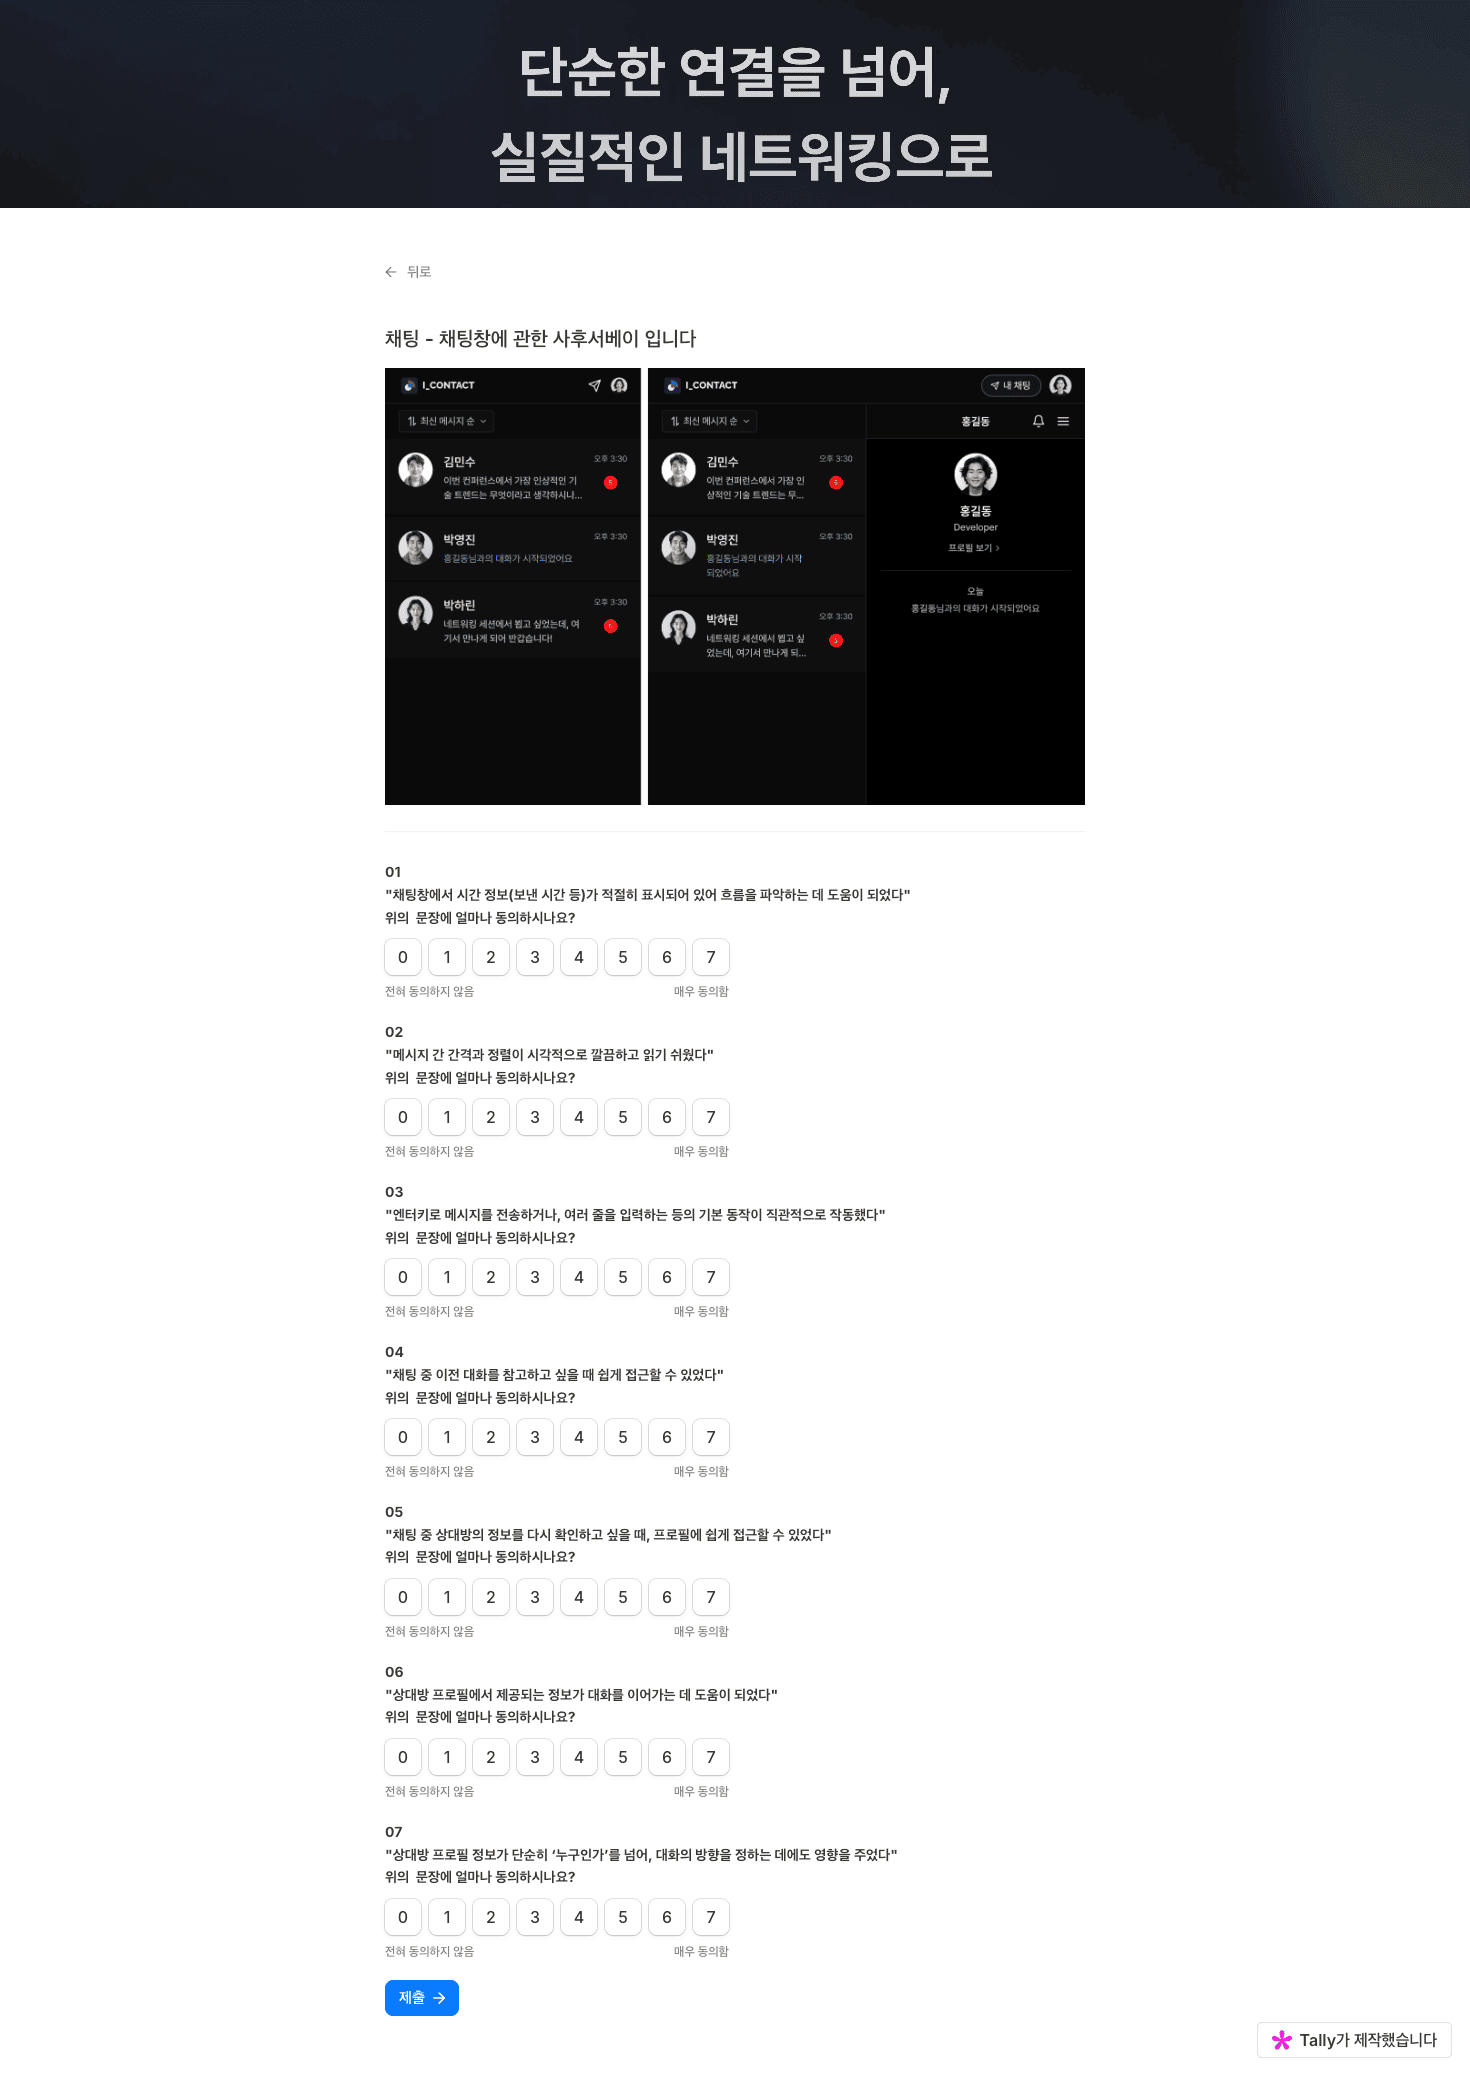 단순한 연결을 넘어,
실질적인 네트워킹으로
← 뒤로
채팅 - 채팅창에 관한 사후서베이 입니다
I_CONTACT
최신 메시지 순
김민수
오후 3:30
이번 컨퍼런스에서 가장 인상적인 기
술 트렌드는 무엇이라고 생각하시나...
박영진
오후 3:30
홍길동님과의 대화가 시작되었어요
박하린
오후 3:30
네트워킹 세션에서 뵙고 싶었는데, 여
기서 만나게 되어 반갑습니다!
I_CONTACT
내 채팅
최신 메시지 순
김민수
오후 3:30
이번 컨퍼런스에서 가장 인
상적인 기술 트렌드는 무...
박영진
오후 3:30
홍길동님과의 대화가 시작
되었어요
박하린
오후 3:30
네트워킹 세션에서 뵙고 싶
었는데, 여기서 만나게 되...
홍길동
홍길동
Developer
프로필 보기 >
오늘
홍길동님과의 대화가 시작되었어요
01
"채팅창에서 시간 정보(보낸 시간 등)가 적절히 표시되어 있어 흐름을 파악하는 데 도움이 되었다"
위의 문장에 얼마나 동의하시나요?
0 1 2 3 4 5 6 7
전혀 동의하지 않음 매우 동의함
02
"메시지 간 간격과 정렬이 시각적으로 깔끔하고 읽기 쉬웠다"
위의 문장에 얼마나 동의하시나요?
0 1 2 3 4 5 6 7
전혀 동의하지 않음 매우 동의함
03
"엔터키로 메시지를 전송하거나, 여러 줄을 입력하는 등의 기본 동작이 직관적으로 작동했다"
위의 문장에 얼마나 동의하시나요?
0 1 2 3 4 5 6 7
전혀 동의하지 않음 매우 동의함
04
"채팅 중 이전 대화를 참고하고 싶을 때 쉽게 접근할 수 있었다"
위의 문장에 얼마나 동의하시나요?
0 1 2 3 4 5 6 7
전혀 동의하지 않음 매우 동의함
05
"채팅 중 상대방의 정보를 다시 확인하고 싶을 때, 프로필에 쉽게 접근할 수 있었다"
위의 문장에 얼마나 동의하시나요?
0 1 2 3 4 5 6 7
전혀 동의하지 않음 매우 동의함
06
"상대방 프로필에서 제공되는 정보가 대화를 이어가는 데 도움이 되었다"
위의 문장에 얼마나 동의하시나요?
0 1 2 3 4 5 6 7
전혀 동의하지 않음 매우 동의함
07
"상대방 프로필 정보가 단순히 ‘누구인가’를 넘어, 대화의 방향을 정하는 데에도 영향을 주었다"
위의 문장에 얼마나 동의하시나요?
0 1 2 3 4 5 6 7
전혀 동의하지 않음 매우 동의함
제출 →
Tally가 제작했습니다